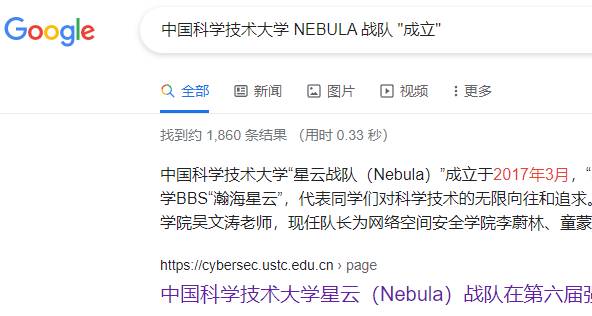 Google
中国科学技术大学 NEBULA 战队 "成立"
全部 新闻 图片 视频 更多
找到约 1,860 条结果 （用时 0.33 秒）
中国科学技术大学“星云战队（Nebula）”成立于2017年3月，“
学BBS“瀚海星云”，代表同学们对科学技术的无限向往和追求。
学院吴文涛老师，现任队长为网络空间安全学院李蔚林、童蒙
https://cybersec.ustc.edu.cn › page
中国科学技术大学星云（Nebula）战队在第六届强